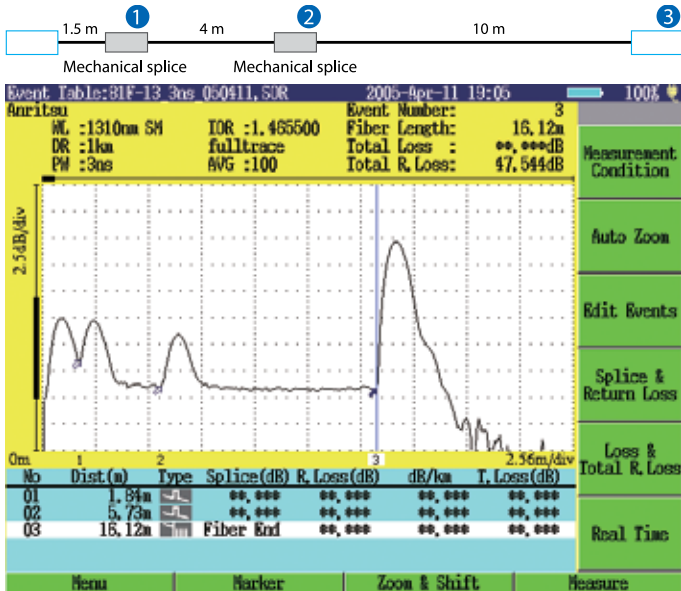 1.5 m 1 4 m 2 10 m 3
Mechanical splice Mechanical splice
Event Table:81F-13_3ns_050411.SOR 2005-Apr-11 19:05 100%
Anritsu Event Number: 3
WL :1310nm SM IOR :1.465500 Fiber Length: 16.12m
DR :1km fulltrace Total Loss : **.***dB
PW :3ns AVG :100 Total R.Loss: 47.544dB
2.5dB/div
0m 1 2 3 2.56m/div
No Dist(m) Type Splice(dB) R.Loss(dB) dB/km T.Loss(dB)
01 1.84m **.*** **.*** **.*** **.***
02 5.73m **.*** **.*** **.*** **.***
03 16.12m Fiber End **.*** **.*** **.***
Measurement
Condition
Auto Zoom
Edit Events
Splice &
Return Loss
Loss &
Total R.Loss
Real Time
Menu Marker Zoom & Shift Measure